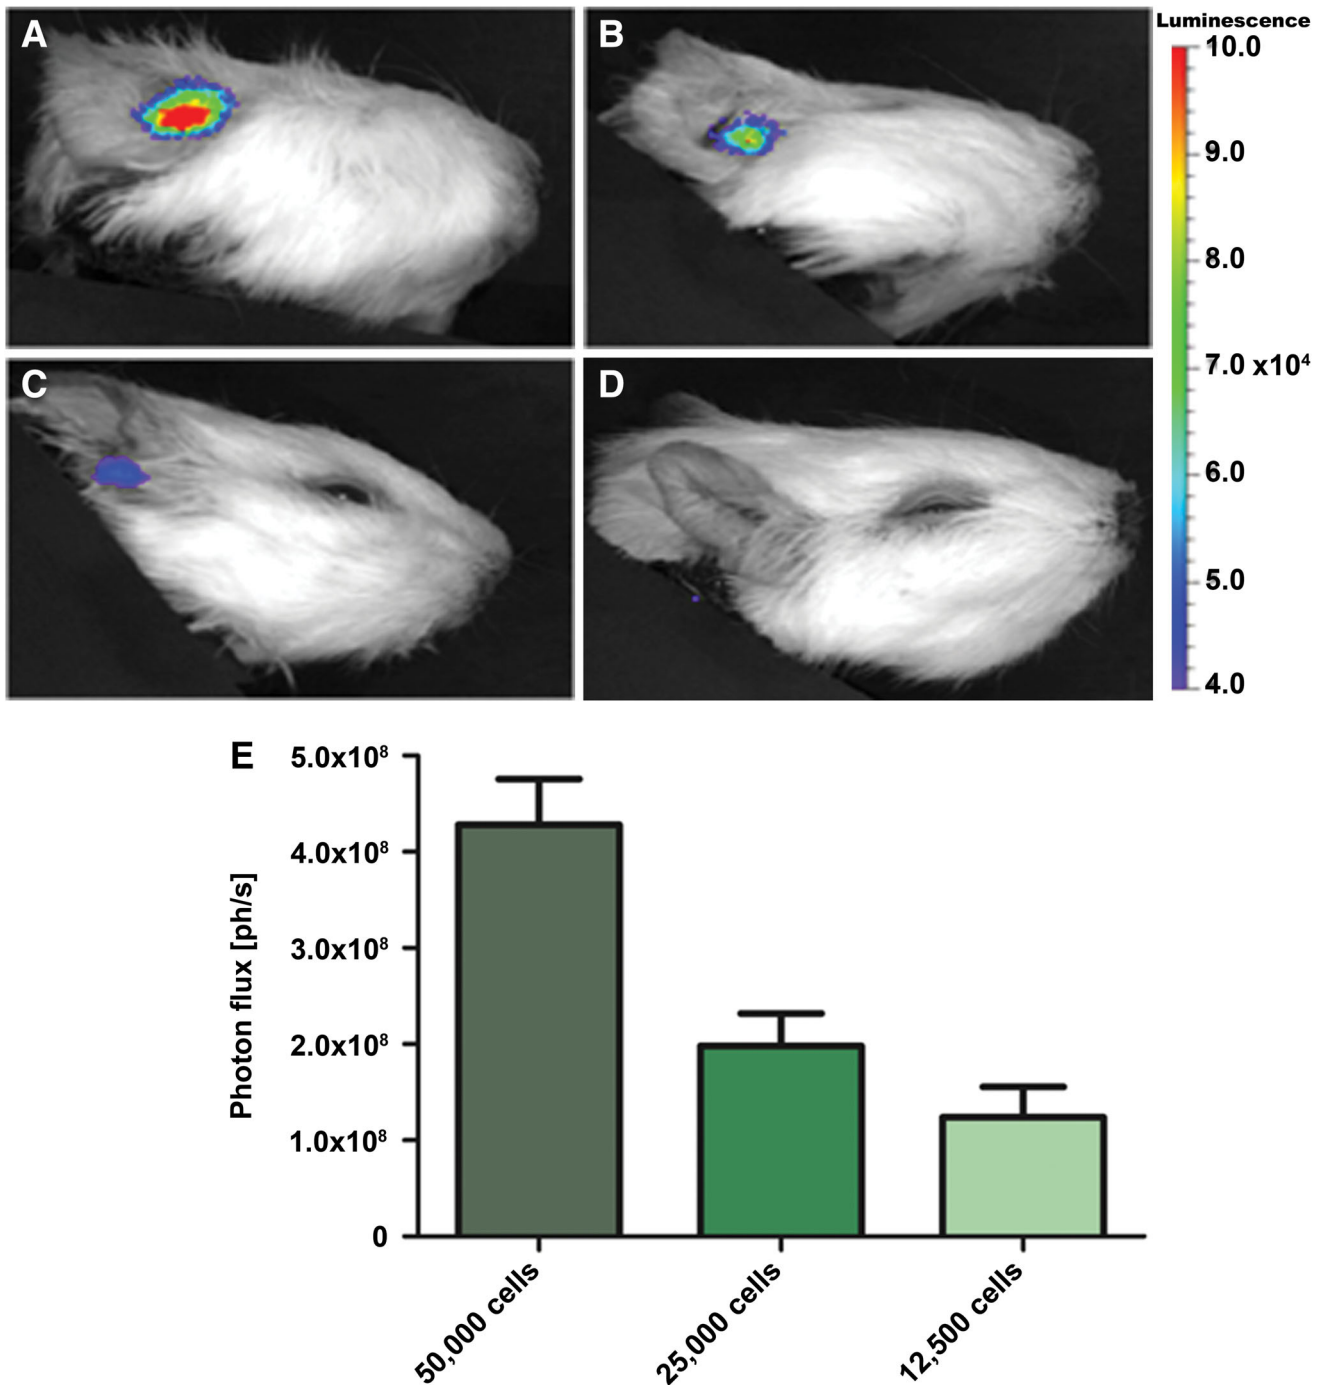 A
B
Luminescence
10.0
9.0
8.0
7.0 x10⁴
6.0
5.0
4.0
C
D
E
5.0x10⁸
4.0x10⁸
3.0x10⁸
2.0x10⁸
1.0x10⁸
0
Photon flux [ph/s]
50,000 cells
25,000 cells
12,500 cells